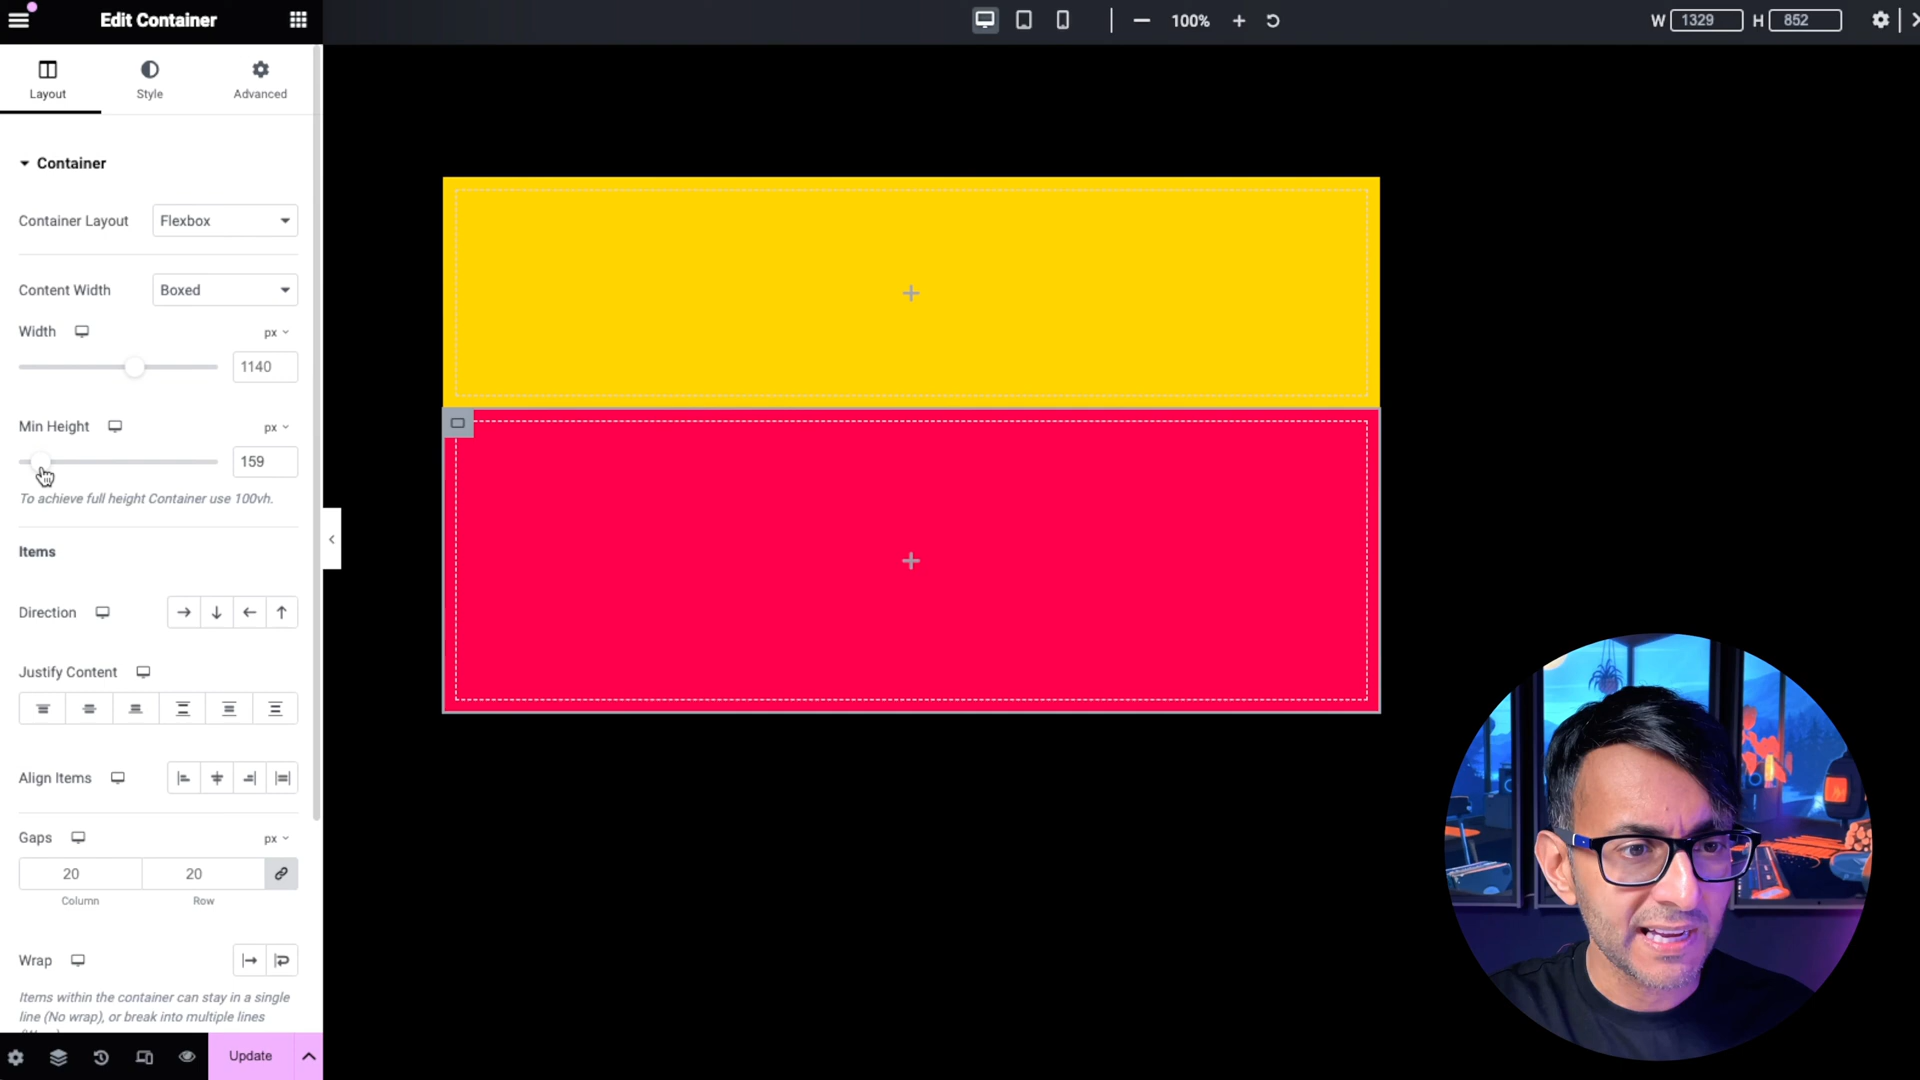 Edit Container
100%
W 1329 H 852
Layout Style Advanced
Container
Container Layout Flexbox
Content Width Boxed
Width px
1140
Min Height px
159
To achieve full height Container use 100vh.
Items
Direction
Justify Content
Align Items
Gaps px
20 20
Column Row
Wrap
Items within the container can stay in a single
line (No wrap), or break into multiple lines
Update